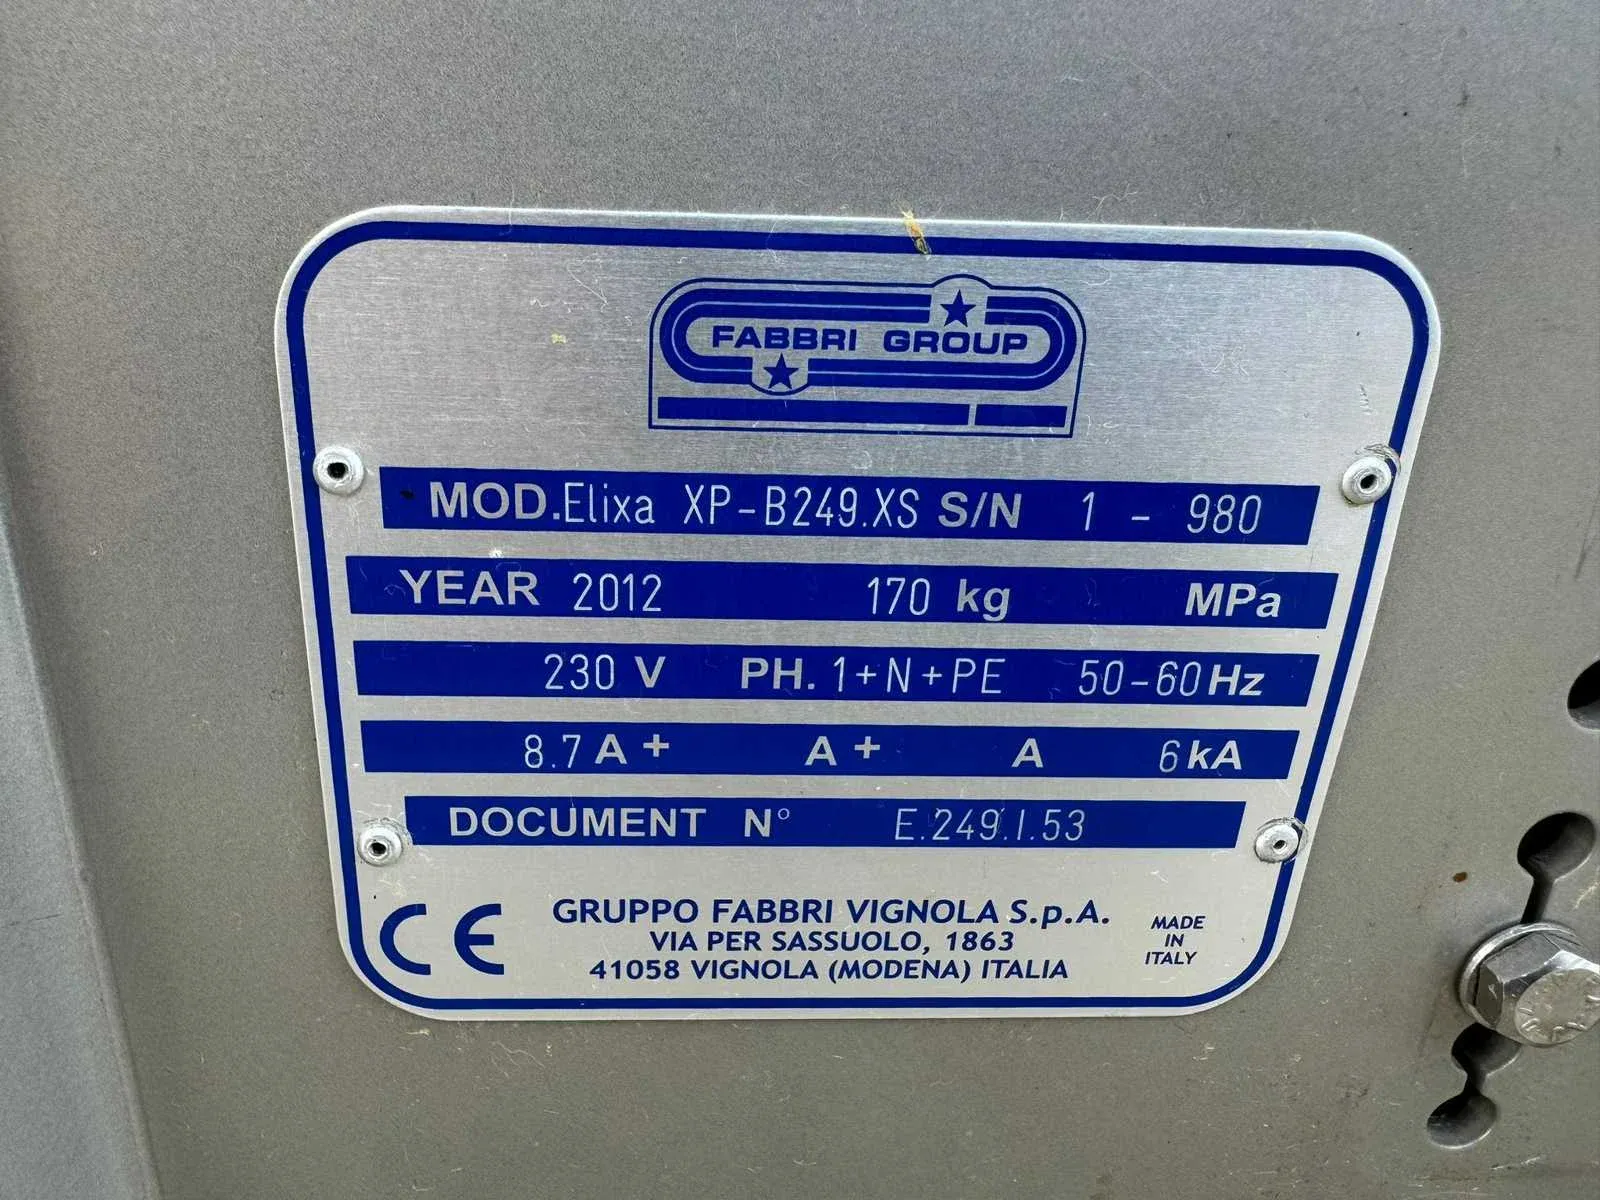 FABBRI GROUP
MOD. Elixa XP-B249.XS S/N 1 - 980
YEAR 2012 170 kg MPa
230 V PH. 1+N+PE 50-60 Hz
8.7 A + A + A 6 kA
DOCUMENT N° E.249.I.53
CE GRUPPO FABBRI VIGNOLA S.p.A.
VIA PER SASSUOLO, 1863
41058 VIGNOLA (MODENA) ITALIA
MADE
IN
ITALY